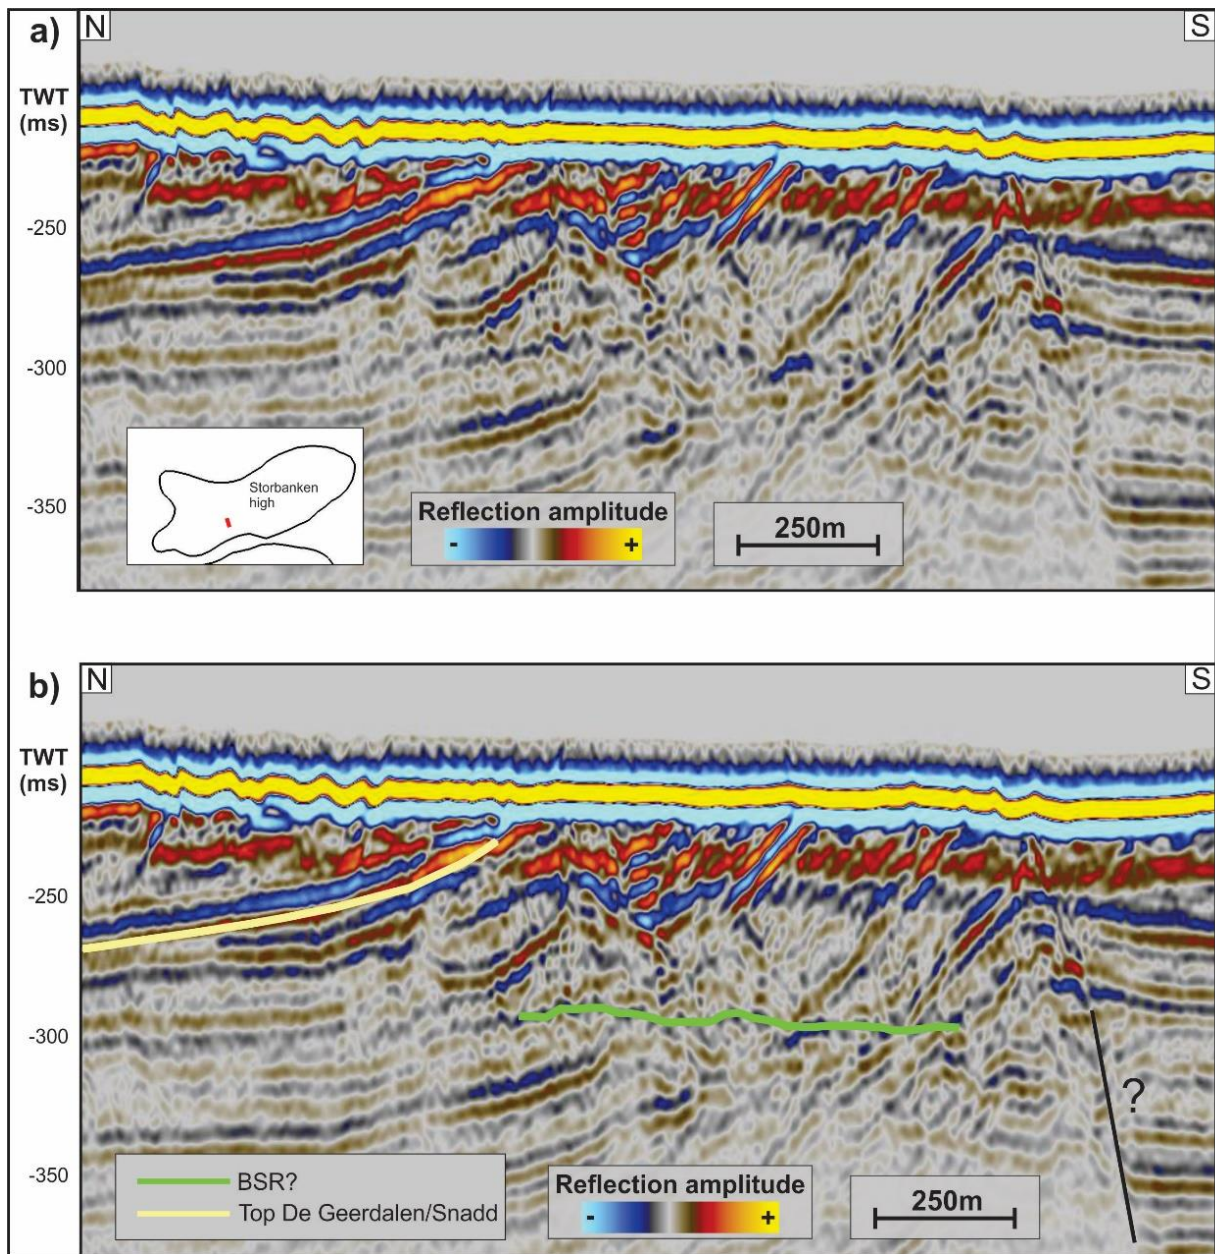 a)
N
S
TWT
(ms)
-250
-300
-350
Storbanken
high
Reflection amplitude
- +
250m
b)
N
S
TWT
(ms)
-250
-300
-350
?
BSR?
Top De Geerdalen/Snadd
Reflection amplitude
- +
250m